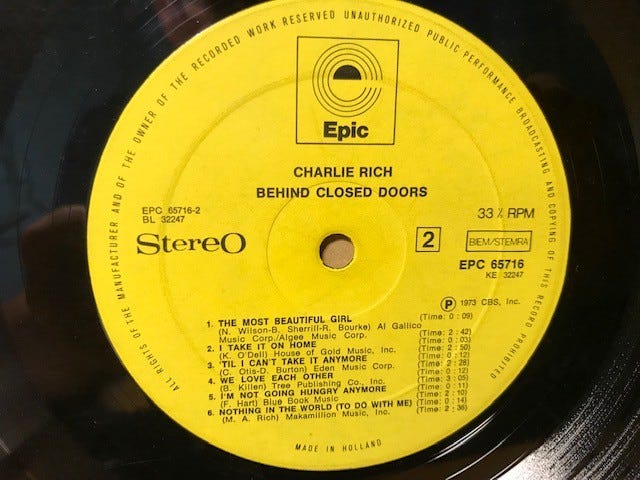 ALL RIGHTS OF THE MANUFACTURER AND OF THE OWNER OF THE RECORDED WORK RESERVED UNAUTHORIZED PUBLIC PERFORMANCE BROADCASTING AND COPYING OF THIS RECORD PROHIBITED
Epic
CHARLIE RICH
BEHIND CLOSED DOORS
EPC 65716-2
BL 32247
Stereo
2
33⅓ RPM
BIEM/STEMRA
EPC 65716
KE 32247
Ⓟ 1973 CBS, Inc.
1. THE MOST BEAUTIFUL GIRL (Time: 0:09)
(N. Wilson-B. Sherrill-R. Bourke) Al Gallico
Music Corp./Algee Music Corp. (Time: 2:42)
2. I TAKE IT ON HOME (Time: 0:03)
(K. O'Dell) House of Gold Music, Inc. (Time: 2:50)
3. 'TIL I CAN'T TAKE IT ANYMORE (Time: 0:12)
(C. Otis-D. Burton) Eden Music Corp. (Time: 2:28)
4. WE LOVE EACH OTHER (Time: 0:12)
(B. Killen) Tree Publishing Co., Inc. (Time: 3:05)
5. I'M NOT GOING HUNGRY ANYMORE (Time: 0:11)
(F. Hart) Blue Book Music (Time: 2:10)
6. NOTHING IN THE WORLD (TO DO WITH ME) (Time: 0:14)
(M. A. Rich) Makamillion Music, Inc. (Time: 2:36)
MADE IN HOLLAND